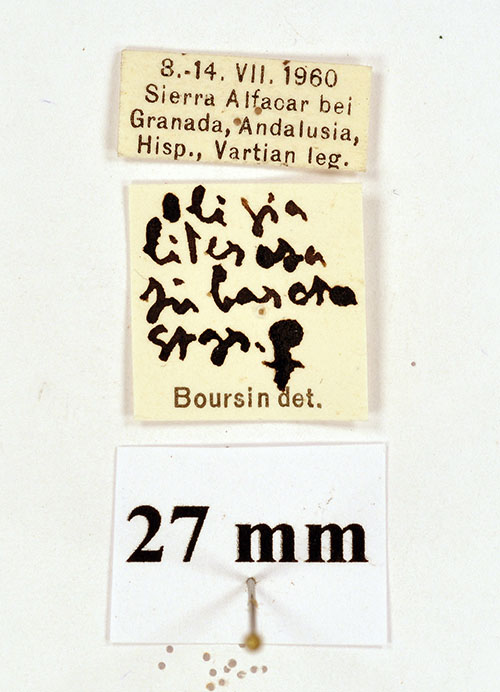 8.-14. VII. 1960
Sierra Alfacar bei
Granada, Andalusia,
Hisp., Vartian leg.
Oligia
literosa
subarcta
Stgr. ♀
Boursin det.
27 mm